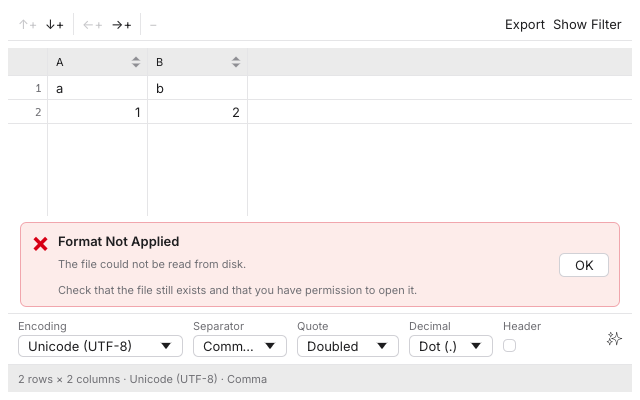 ↑+ ↓+ ←+ →+ − Export Show Filter
A B
1 a b
2 1 2
Format Not Applied
The file could not be read from disk.
OK
Check that the file still exists and that you have permission to open it.
Encoding Separator Quote Decimal Header
Unicode (UTF-8) Comm... Doubled Dot (.)
2 rows × 2 columns · Unicode (UTF-8) · Comma